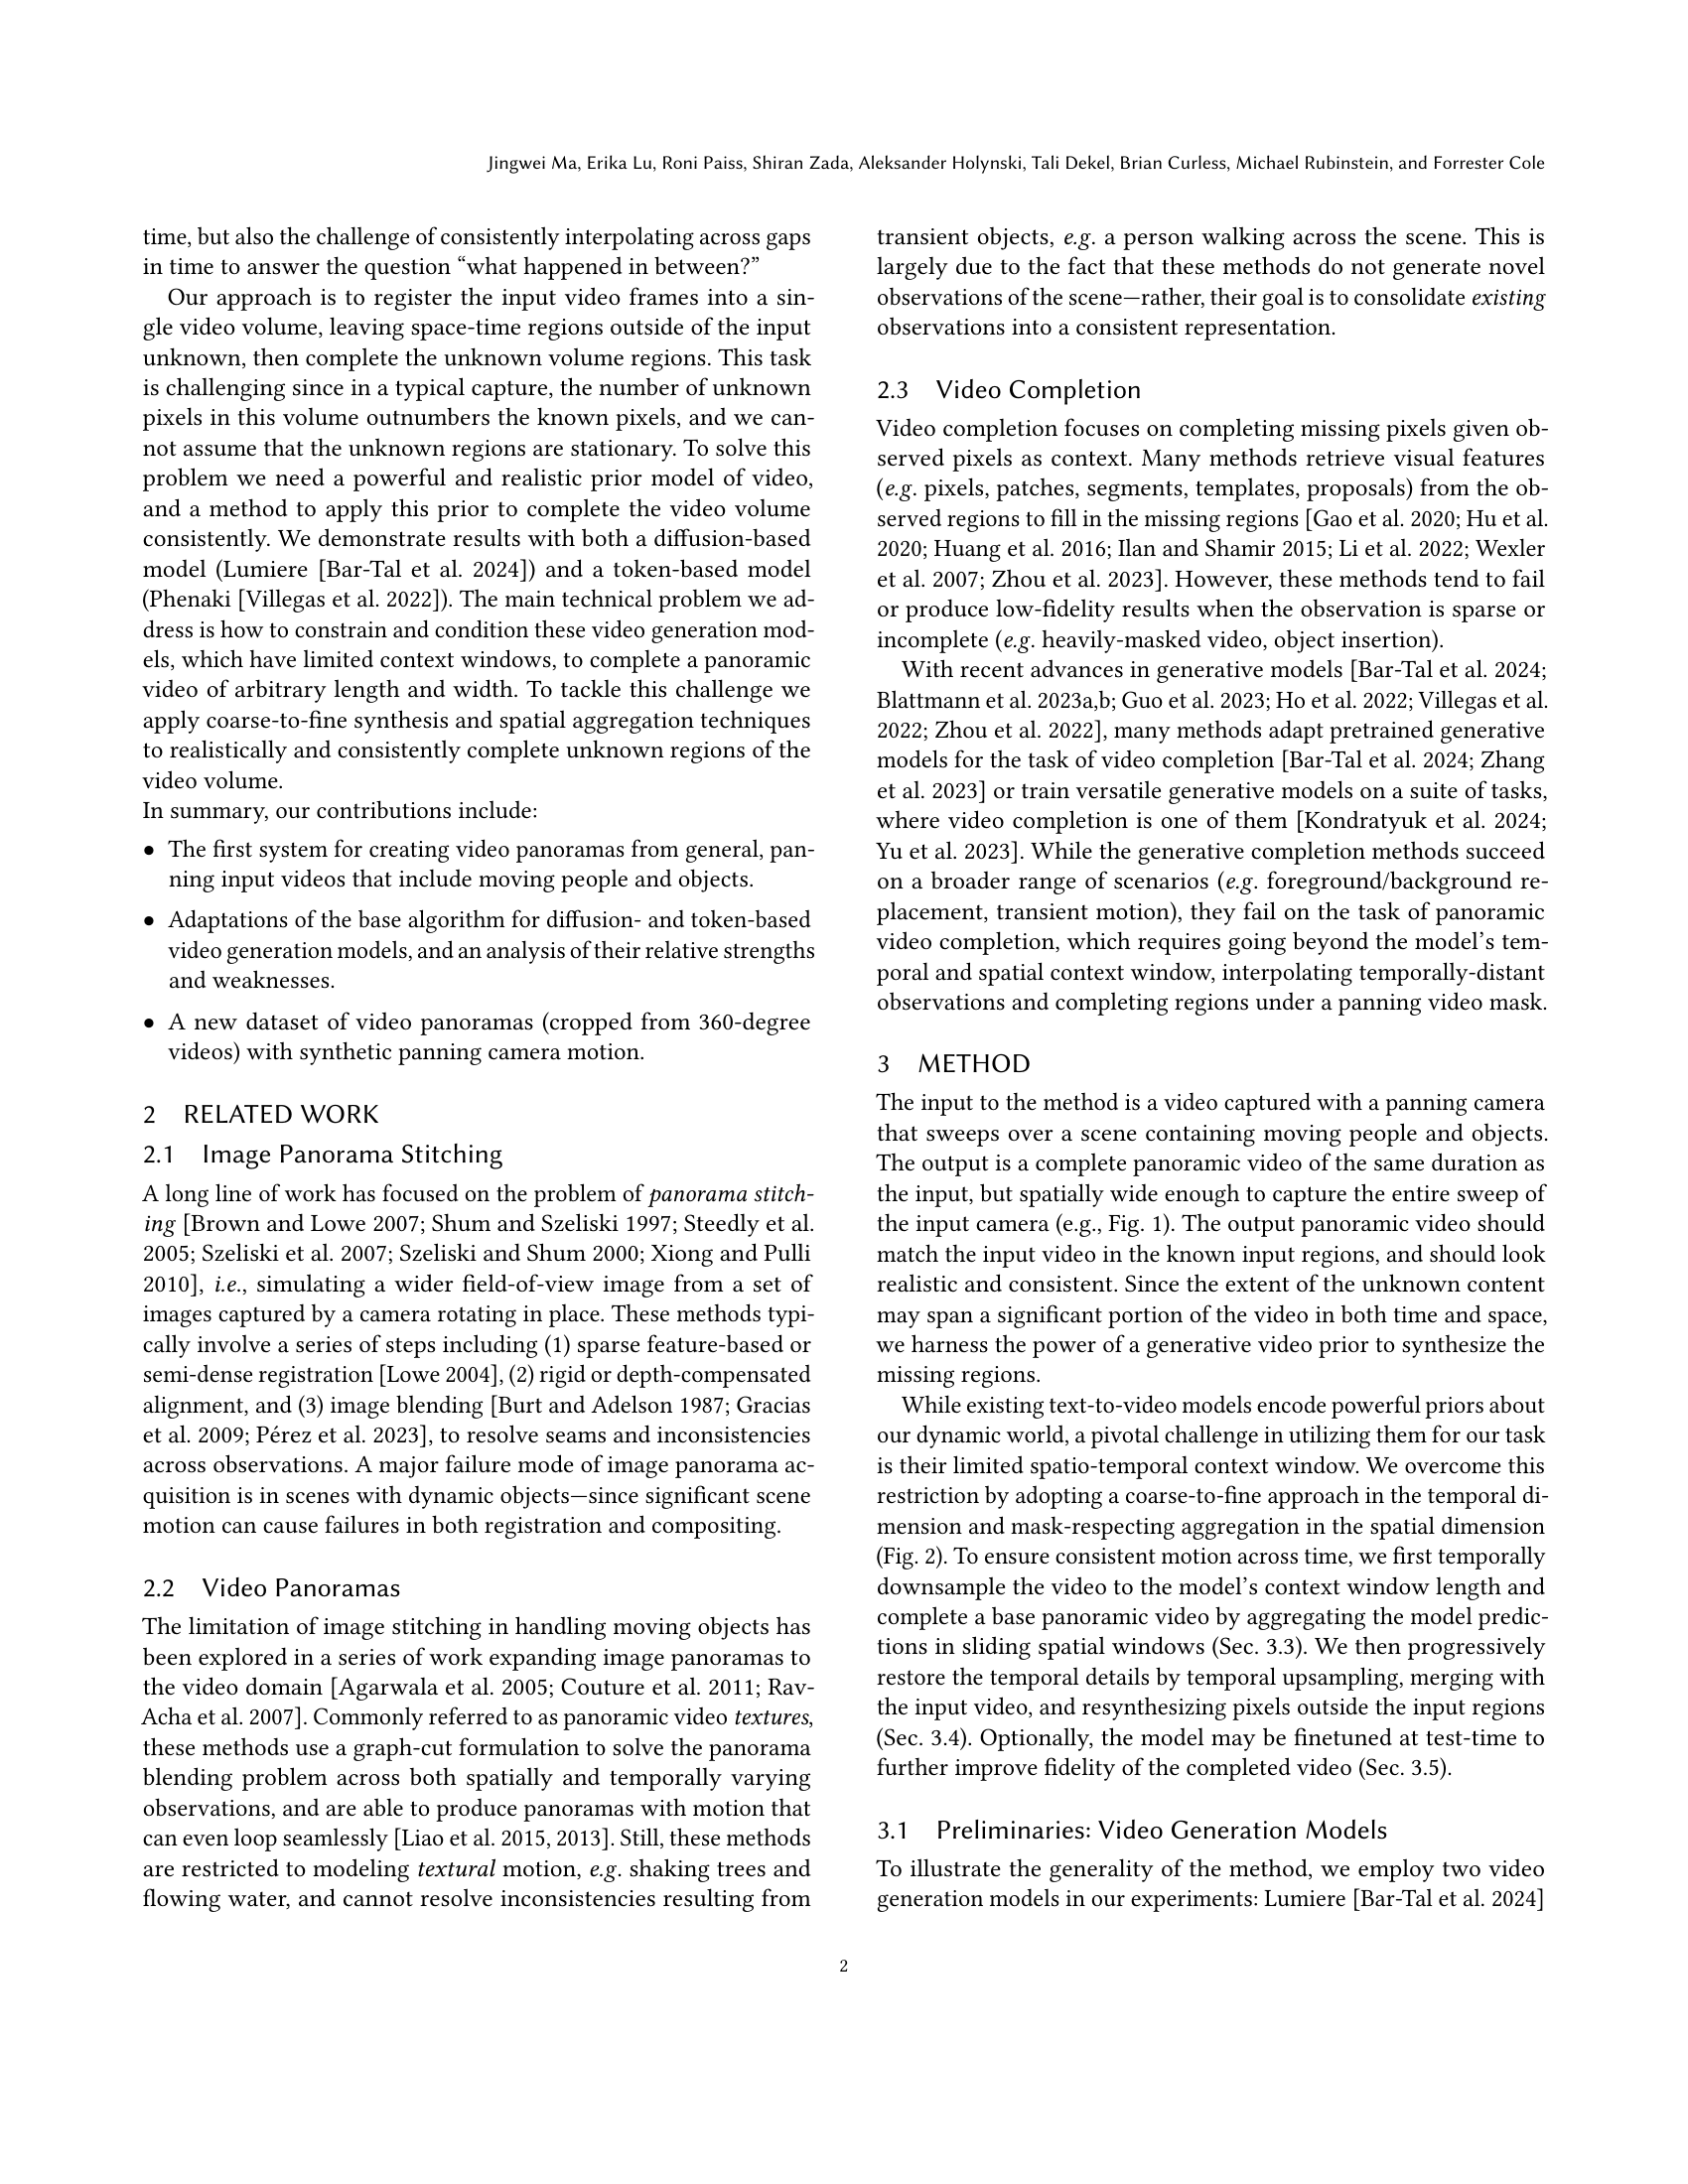 Jingwei Ma, Erika Lu, Roni Paiss, Shiran Zada, Aleksander Holynski, Tali Dekel, Brian Curless, Michael Rubinstein, and Forrester Cole
time, but also the challenge of consistently interpolating across gaps
in time to answer the question “what happened in between?”
Our approach is to register the input video frames into a sin-
gle video volume, leaving space-time regions outside of the input
unknown, then complete the unknown volume regions. This task
is challenging since in a typical capture, the number of unknown
pixels in this volume outnumbers the known pixels, and we can-
not assume that the unknown regions are stationary. To solve this
problem we need a powerful and realistic prior model of video,
and a method to apply this prior to complete the video volume
consistently. We demonstrate results with both a diffusion-based
model (Lumiere [Bar-Tal et al. 2024]) and a token-based model
(Phenaki [Villegas et al. 2022]). The main technical problem we ad-
dress is how to constrain and condition these video generation mod-
els, which have limited context windows, to complete a panoramic
video of arbitrary length and width. To tackle this challenge we
apply coarse-to-fine synthesis and spatial aggregation techniques
to realistically and consistently complete unknown regions of the
video volume.
In summary, our contributions include:
• The first system for creating video panoramas from general, pan-
ning input videos that include moving people and objects.
• Adaptations of the base algorithm for diffusion- and token-based
video generation models, and an analysis of their relative strengths
and weaknesses.
• A new dataset of video panoramas (cropped from 360-degree
videos) with synthetic panning camera motion.
2 RELATED WORK
2.1 Image Panorama Stitching
A long line of work has focused on the problem of panorama stitch-
ing [Brown and Lowe 2007; Shum and Szeliski 1997; Steedly et al.
2005; Szeliski et al. 2007; Szeliski and Shum 2000; Xiong and Pulli
2010], i.e., simulating a wider field-of-view image from a set of
images captured by a camera rotating in place. These methods typi-
cally involve a series of steps including (1) sparse feature-based or
semi-dense registration [Lowe 2004], (2) rigid or depth-compensated
alignment, and (3) image blending [Burt and Adelson 1987; Gracias
et al. 2009; Pérez et al. 2023], to resolve seams and inconsistencies
across observations. A major failure mode of image panorama ac-
quisition is in scenes with dynamic objects—since significant scene
motion can cause failures in both registration and compositing.
2.2 Video Panoramas
The limitation of image stitching in handling moving objects has
been explored in a series of work expanding image panoramas to
the video domain [Agarwala et al. 2005; Couture et al. 2011; Rav-
Acha et al. 2007]. Commonly referred to as panoramic video textures,
these methods use a graph-cut formulation to solve the panorama
blending problem across both spatially and temporally varying
observations, and are able to produce panoramas with motion that
can even loop seamlessly [Liao et al. 2015, 2013]. Still, these methods
are restricted to modeling textural motion, e.g. shaking trees and
flowing water, and cannot resolve inconsistencies resulting from
transient objects, e.g. a person walking across the scene. This is
largely due to the fact that these methods do not generate novel
observations of the scene—rather, their goal is to consolidate existing
observations into a consistent representation.
2.3 Video Completion
Video completion focuses on completing missing pixels given ob-
served pixels as context. Many methods retrieve visual features
(e.g. pixels, patches, segments, templates, proposals) from the ob-
served regions to fill in the missing regions [Gao et al. 2020; Hu et al.
2020; Huang et al. 2016; Ilan and Shamir 2015; Li et al. 2022; Wexler
et al. 2007; Zhou et al. 2023]. However, these methods tend to fail
or produce low-fidelity results when the observation is sparse or
incomplete (e.g. heavily-masked video, object insertion).
With recent advances in generative models [Bar-Tal et al. 2024;
Blattmann et al. 2023a,b; Guo et al. 2023; Ho et al. 2022; Villegas et al.
2022; Zhou et al. 2022], many methods adapt pretrained generative
models for the task of video completion [Bar-Tal et al. 2024; Zhang
et al. 2023] or train versatile generative models on a suite of tasks,
where video completion is one of them [Kondratyuk et al. 2024;
Yu et al. 2023]. While the generative completion methods succeed
on a broader range of scenarios (e.g. foreground/background re-
placement, transient motion), they fail on the task of panoramic
video completion, which requires going beyond the model’s tem-
poral and spatial context window, interpolating temporally-distant
observations and completing regions under a panning video mask.
3 METHOD
The input to the method is a video captured with a panning camera
that sweeps over a scene containing moving people and objects.
The output is a complete panoramic video of the same duration as
the input, but spatially wide enough to capture the entire sweep of
the input camera (e.g., Fig. 1). The output panoramic video should
match the input video in the known input regions, and should look
realistic and consistent. Since the extent of the unknown content
may span a significant portion of the video in both time and space,
we harness the power of a generative video prior to synthesize the
missing regions.
While existing text-to-video models encode powerful priors about
our dynamic world, a pivotal challenge in utilizing them for our task
is their limited spatio-temporal context window. We overcome this
restriction by adopting a coarse-to-fine approach in the temporal di-
mension and mask-respecting aggregation in the spatial dimension
(Fig. 2). To ensure consistent motion across time, we first temporally
downsample the video to the model’s context window length and
complete a base panoramic video by aggregating the model predic-
tions in sliding spatial windows (Sec. 3.3). We then progressively
restore the temporal details by temporal upsampling, merging with
the input video, and resynthesizing pixels outside the input regions
(Sec. 3.4). Optionally, the model may be finetuned at test-time to
further improve fidelity of the completed video (Sec. 3.5).
3.1 Preliminaries: Video Generation Models
To illustrate the generality of the method, we employ two video
generation models in our experiments: Lumiere [Bar-Tal et al. 2024]
2